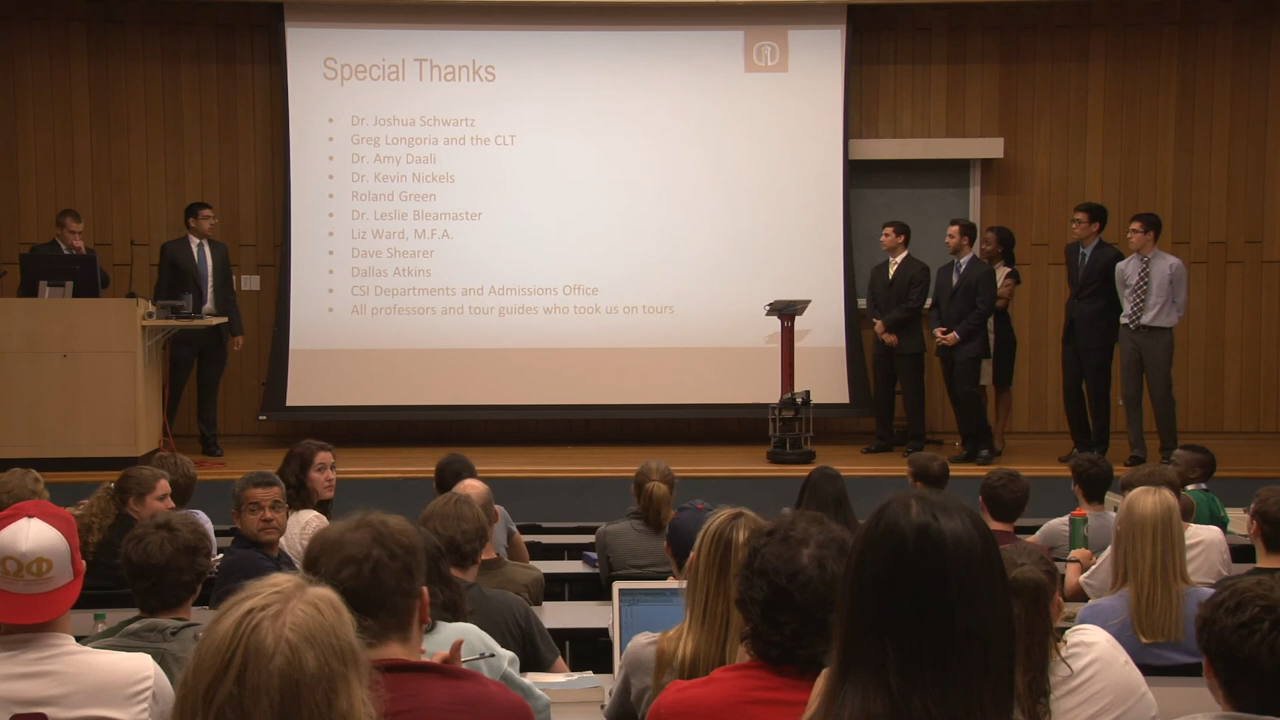 Special Thanks
• Dr. Joshua Schwartz
• Greg Longoria and the CLT
• Dr. Amy Daali
• Dr. Kevin Nickels
• Roland Green
• Dr. Leslie Bleamaster
• Liz Ward, M.F.A.
• Dave Shearer
• Dallas Atkins
• CSI Departments and Admissions Office
• All professors and tour guides who took us on tours
ΩΦ